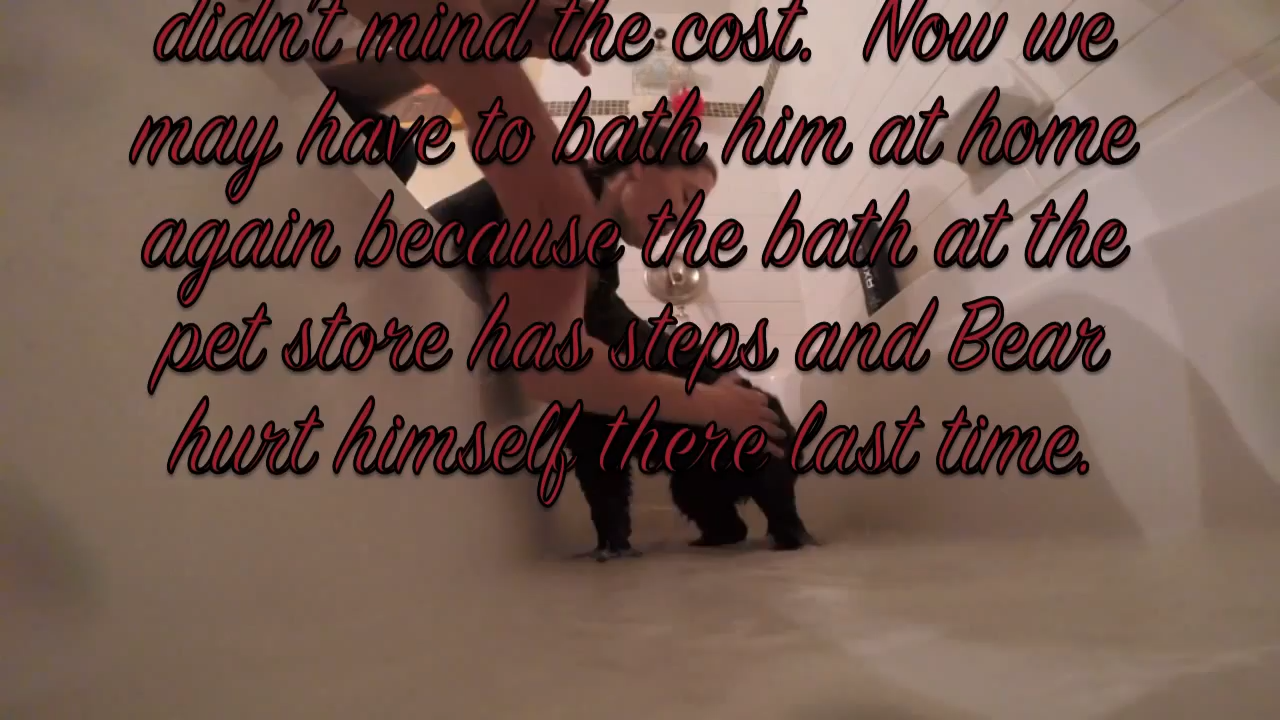 didn't mind the cost. Now we
may have to bath him at home
again because the bath at the
pet store has steps and Bear
hurt himself there last time.